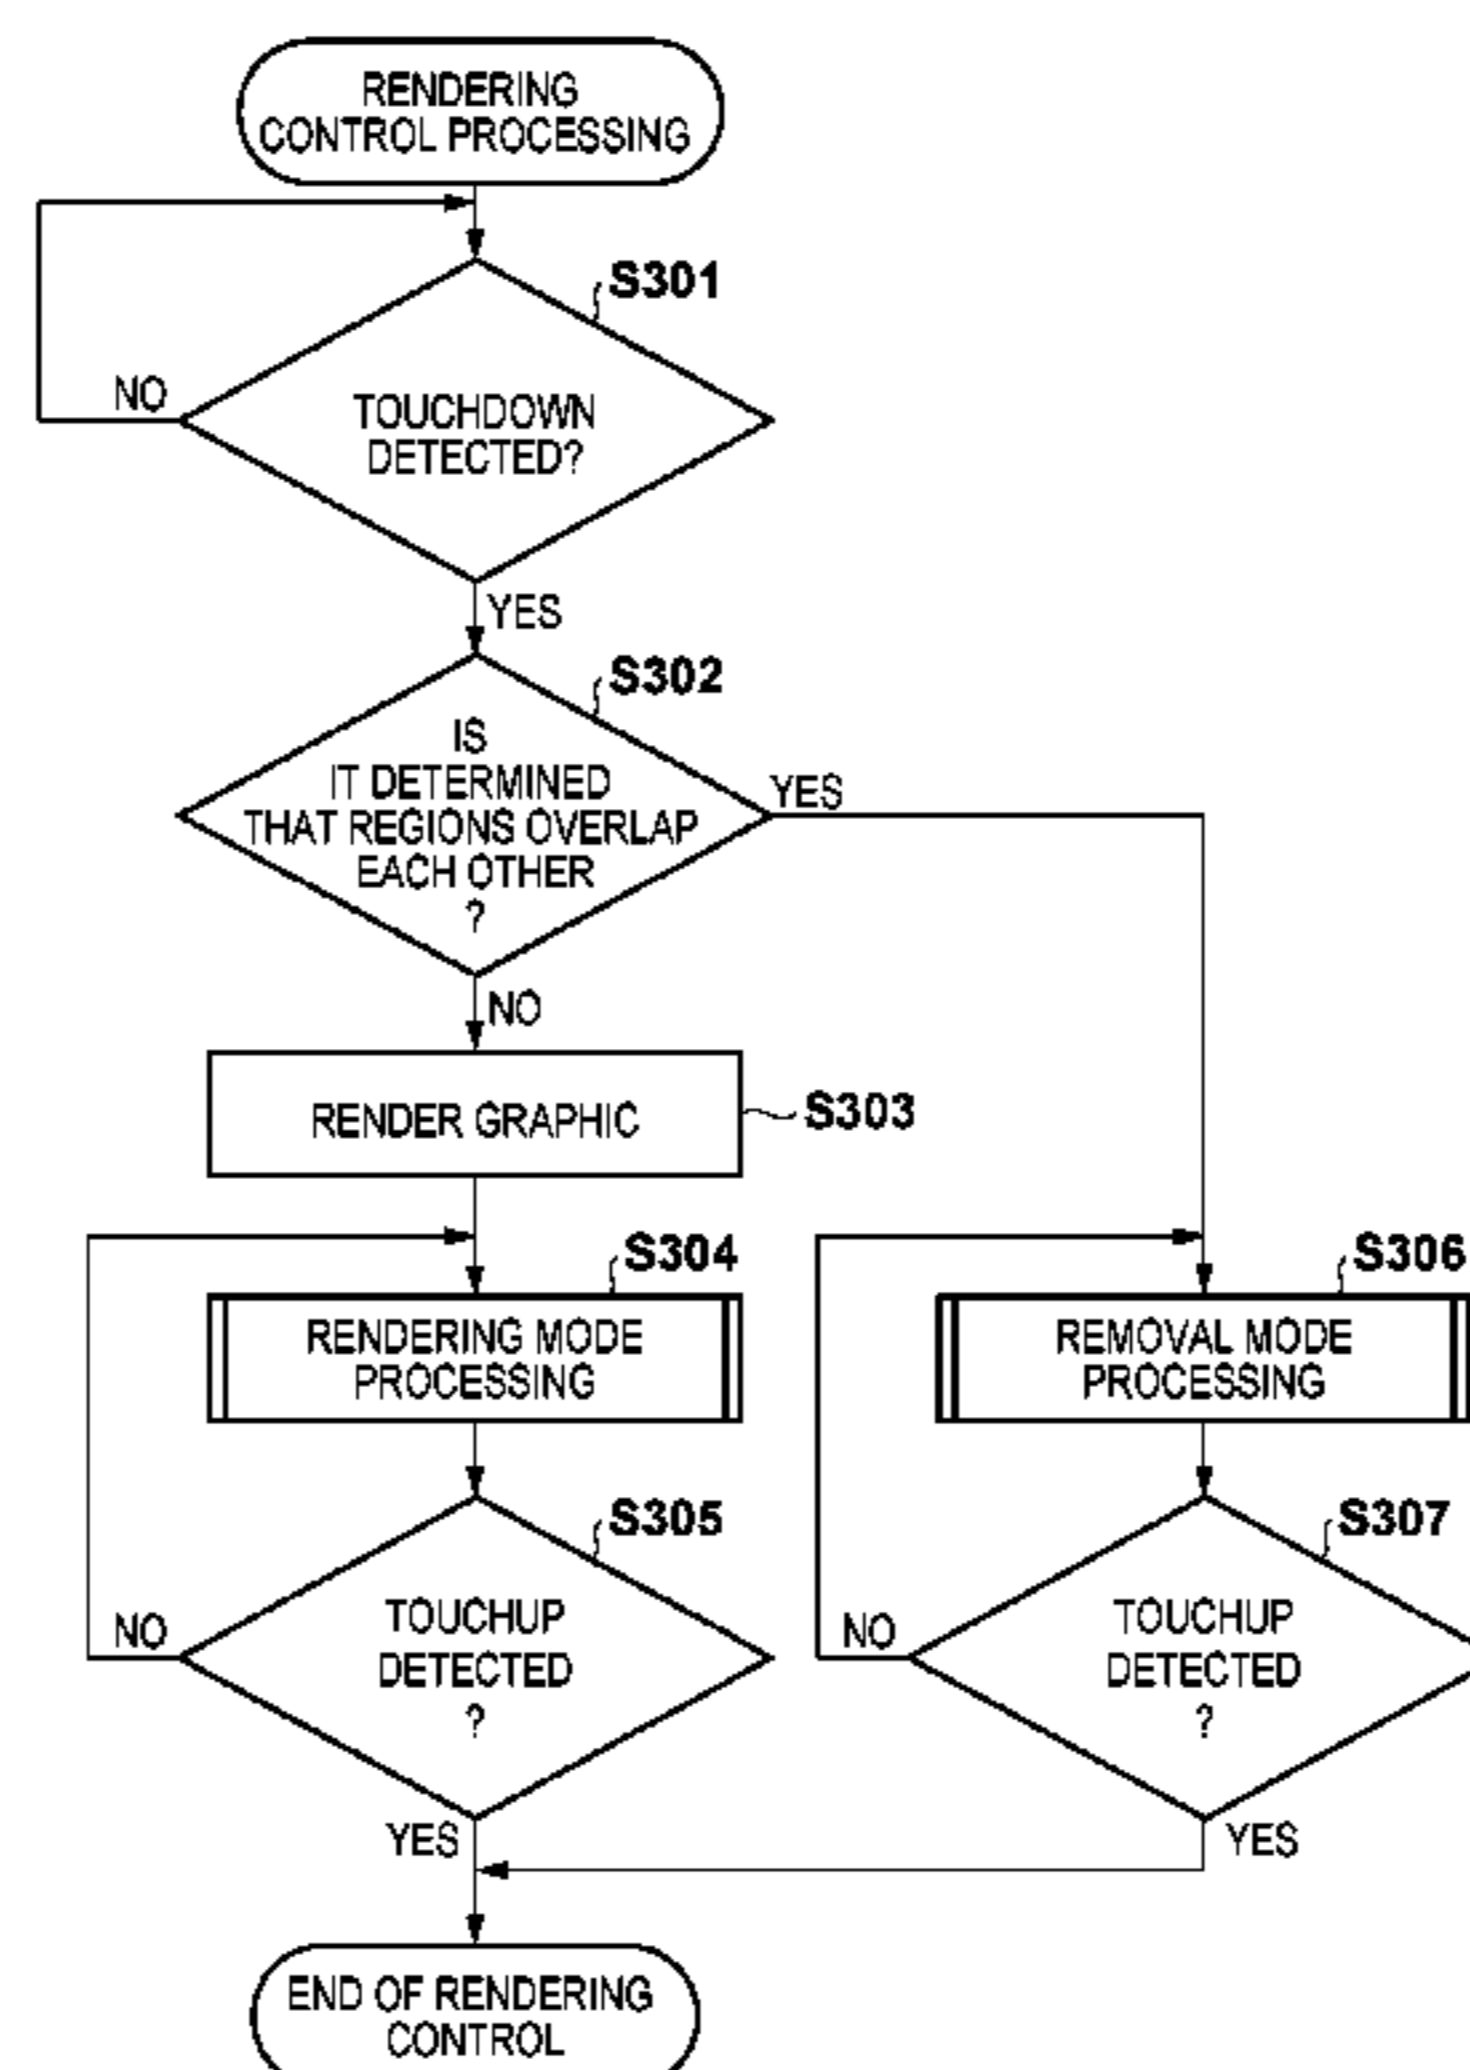 RENDERING
CONTROL PROCESSING
S301
NO
TOUCHDOWN
DETECTED?
YES
S302
IS
IT DETERMINED
THAT REGIONS OVERLAP
EACH OTHER
?
YES
NO
RENDER GRAPHIC
S303
S304
RENDERING MODE
PROCESSING
S306
REMOVAL MODE
PROCESSING
S305
NO
TOUCHUP
DETECTED
?
YES
S307
NO
TOUCHUP
DETECTED
?
YES
END OF RENDERING
CONTROL